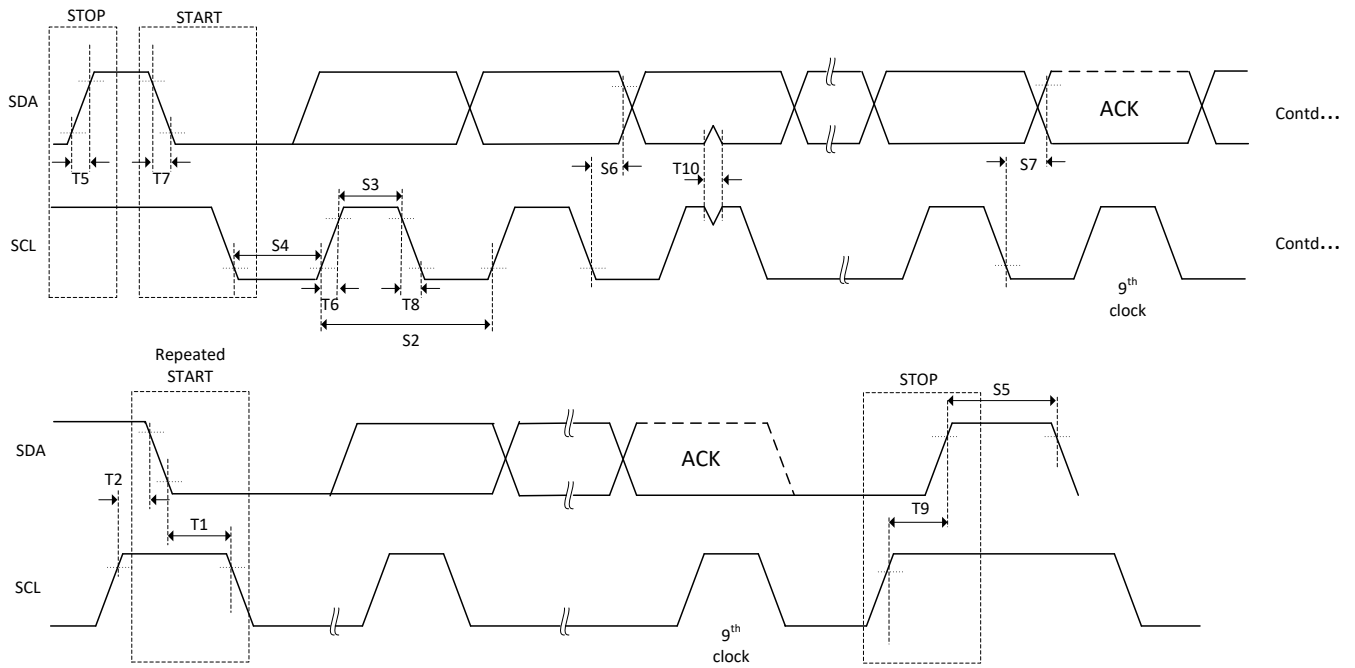 STOP
START
SDA
ACK
Contd...
T5
T7
S6
T10
S7
S3
SCL
S4
Contd...
T6
T8
9th
clock
S2
Repeated
START
STOP
S5
SDA
ACK
T2
T9
T1
SCL
9th
clock